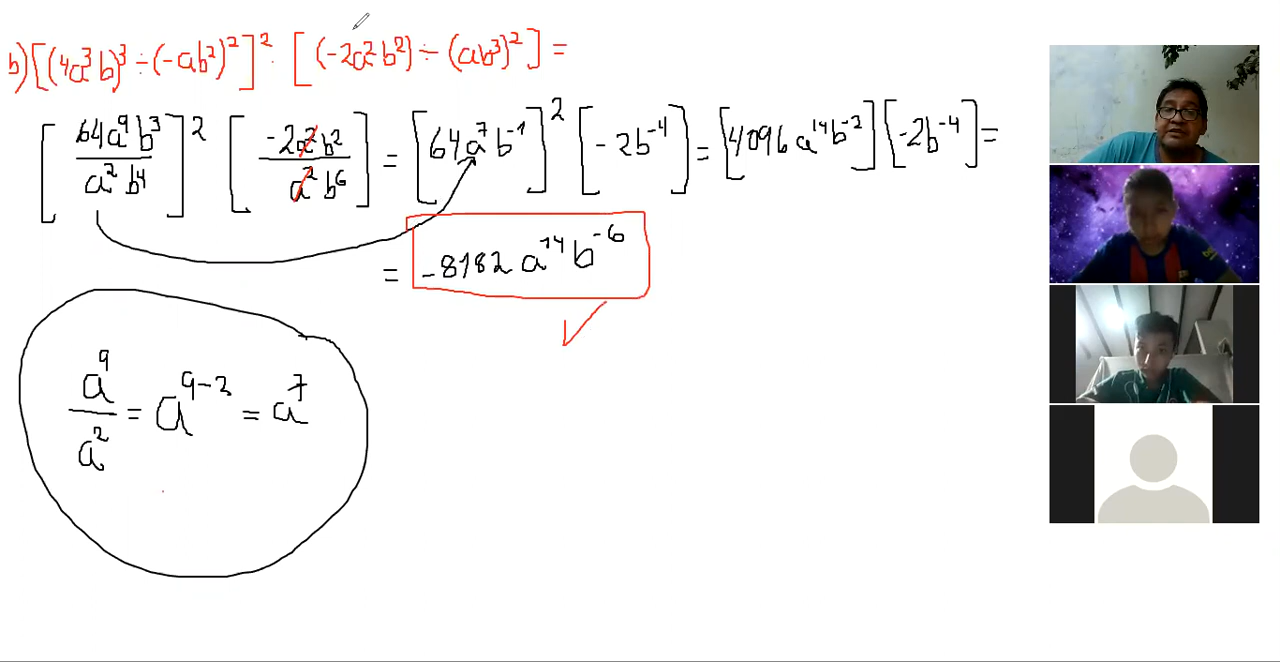 b) [(4a³b)³ ÷ (-ab²)²]² · [(-2a²b²) ÷ (ab³)²] =
[64a⁹b³ / a²b⁴]² [-2a²b² / a²b⁶] = [64a⁷b⁻¹]² [-2b⁻⁴] = [4096a¹⁴b⁻²] [-2b⁻⁴] =
= -8182a¹⁴b⁻⁶
a⁹ / a² = a⁹⁻² = a⁷